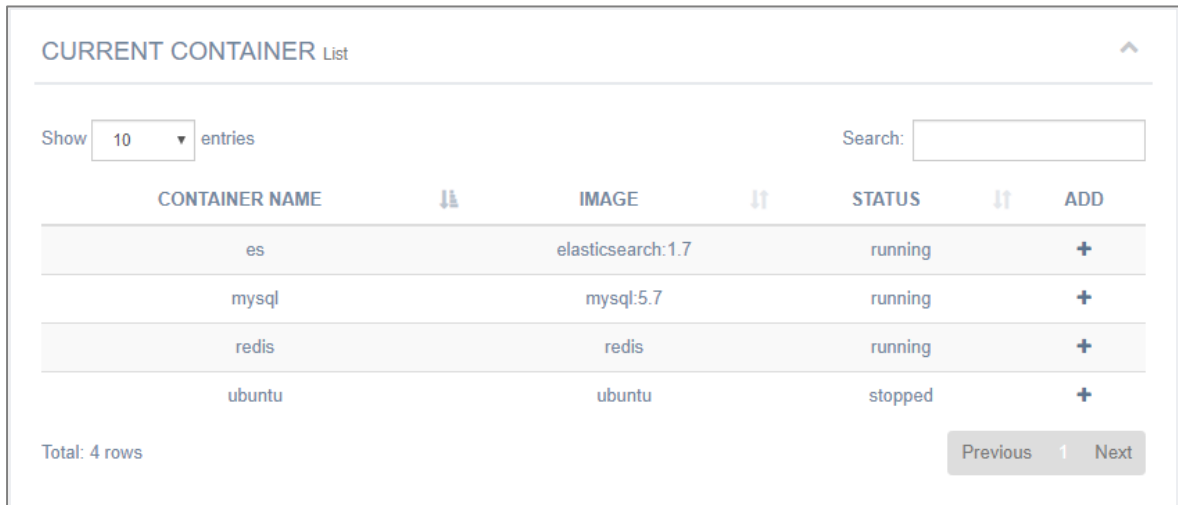 CURRENT CONTAINER List
Show 10 entries Search:
CONTAINER NAME IMAGE STATUS ADD
es elasticsearch:1.7 running
mysql mysql:5.7 running
redis redis running
ubuntu ubuntu stopped
Total: 4 rows Previous 1 Next